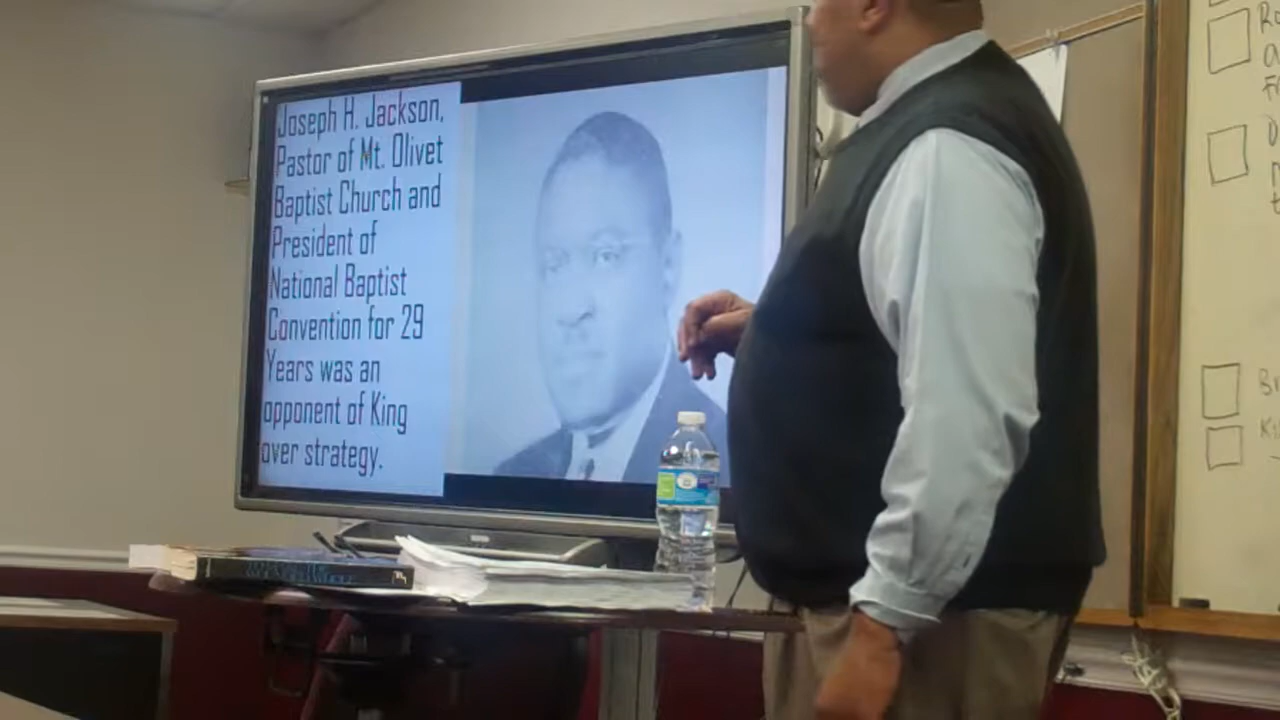 Joseph H. Jackson,
Pastor of Mt. Olivet
Baptist Church and
President of
National Baptist
Convention for 29
Years was an
opponent of King
over strategy.